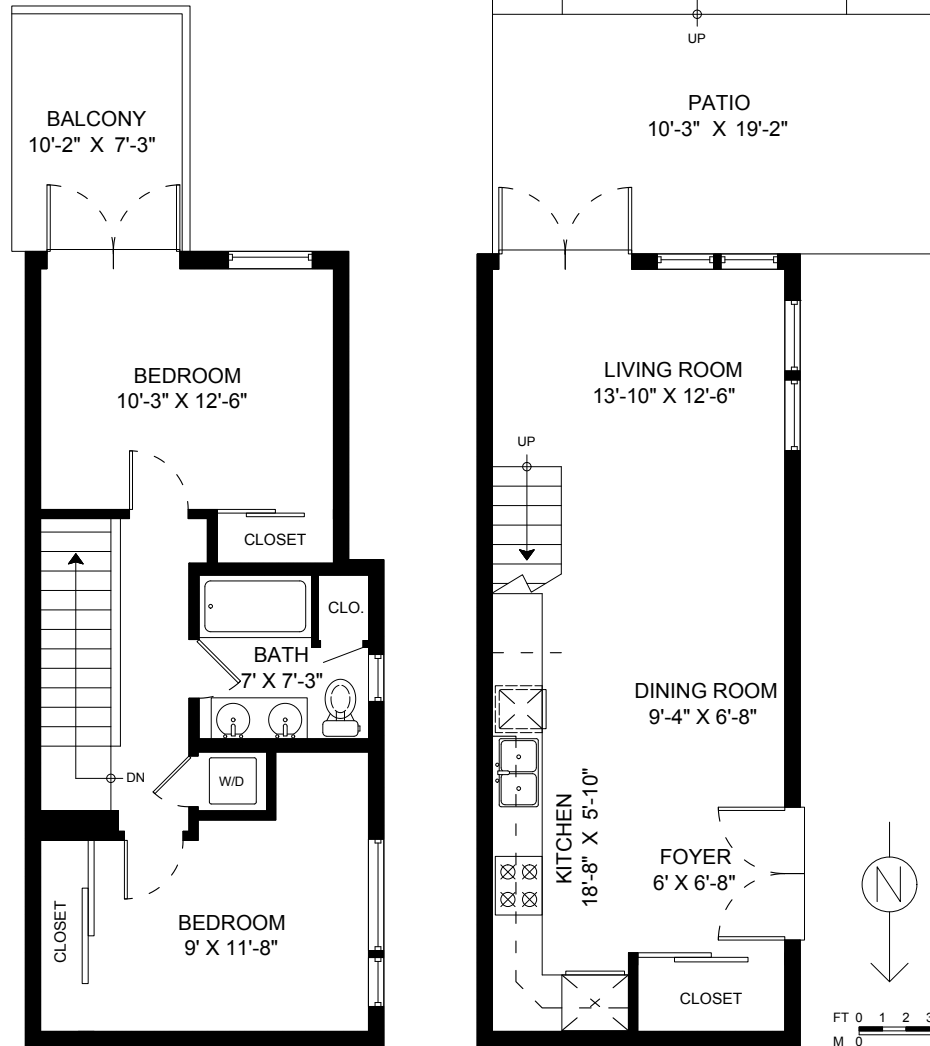 BALCONY
10'-2" X 7'-3"
BEDROOM
10'-3" X 12'-6"
CLOSET
CLO.
BATH
7' X 7'-3"
DN
W/D
CLOSET
BEDROOM
9' X 11'-8"
UP
PATIO
10'-3" X 19'-2"
LIVING ROOM
13'-10" X 12'-6"
UP
DINING ROOM
9'-4" X 6'-8"
KITCHEN
18'-8" X 5'-10"
FOYER
6' X 6'-8"
CLOSET
N
FT 0 1 2 3
M 0